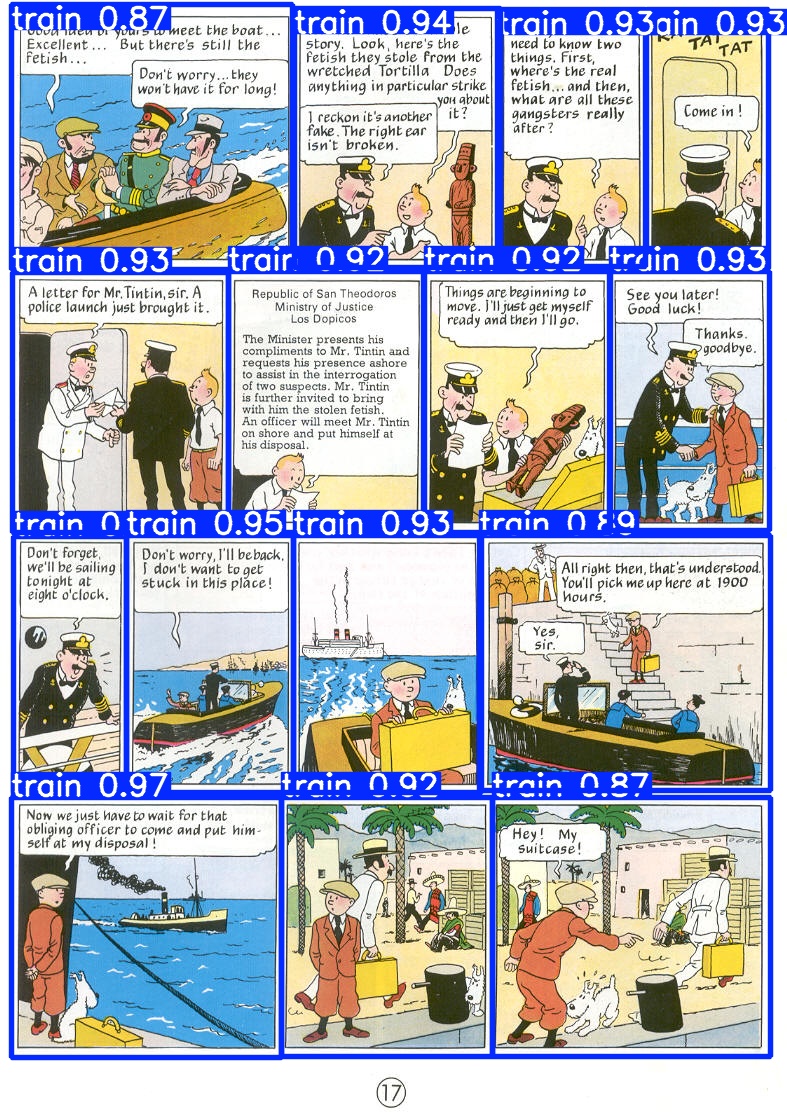 train 0.87
Good idea of yours to meet the boat...
Excellent... But there's still the
fetish...
Don't worry...they
won't have it for long!
train 0.94
story. Look, here's the
fetish they stole from the
wretched Tortilla Does
anything in particular strike
you about
it?
I reckon it's another
fake. The right ear
isn't broken.
train 0.93
need to know two
things. First,
where's the real
fetish... and then,
what are all these
gangsters really
after?
ain 0.93
TAT
TAT
Come in!
train 0.93
A letter for Mr. Tintin, sir. A
police launch just brought it.
train 0.92
Republic of San Theodoros
Ministry of Justice
Los Dopicos
The Minister presents his
compliments to Mr. Tintin and
requests his presence ashore
to assist in the interrogation
of two suspects. Mr. Tintin
is further invited to bring
with him the stolen fetish.
An officer will meet Mr. Tintin
on shore and put himself at
his disposal.
train 0.92
Things are beginning to
move. I'll just get myself
ready and then I'll go.
train 0.93
See you later!
Good luck!
Thanks.
goodbye.
train 0
Don't forget,
we'll be sailing
tonight at
eight o'clock.
train 0.95
Don't worry, I'll be back.
I don't want to get
stuck in this place!
train 0.93
train 0.89
All right then, that's understood.
You'll pick me up here at 1900
hours.
Yes,
sir.
train 0.97
Now we just have to wait for that
obliging officer to come and put him-
self at my disposal!
train 0.92
train 0.87
Hey! My
suitcase!
17